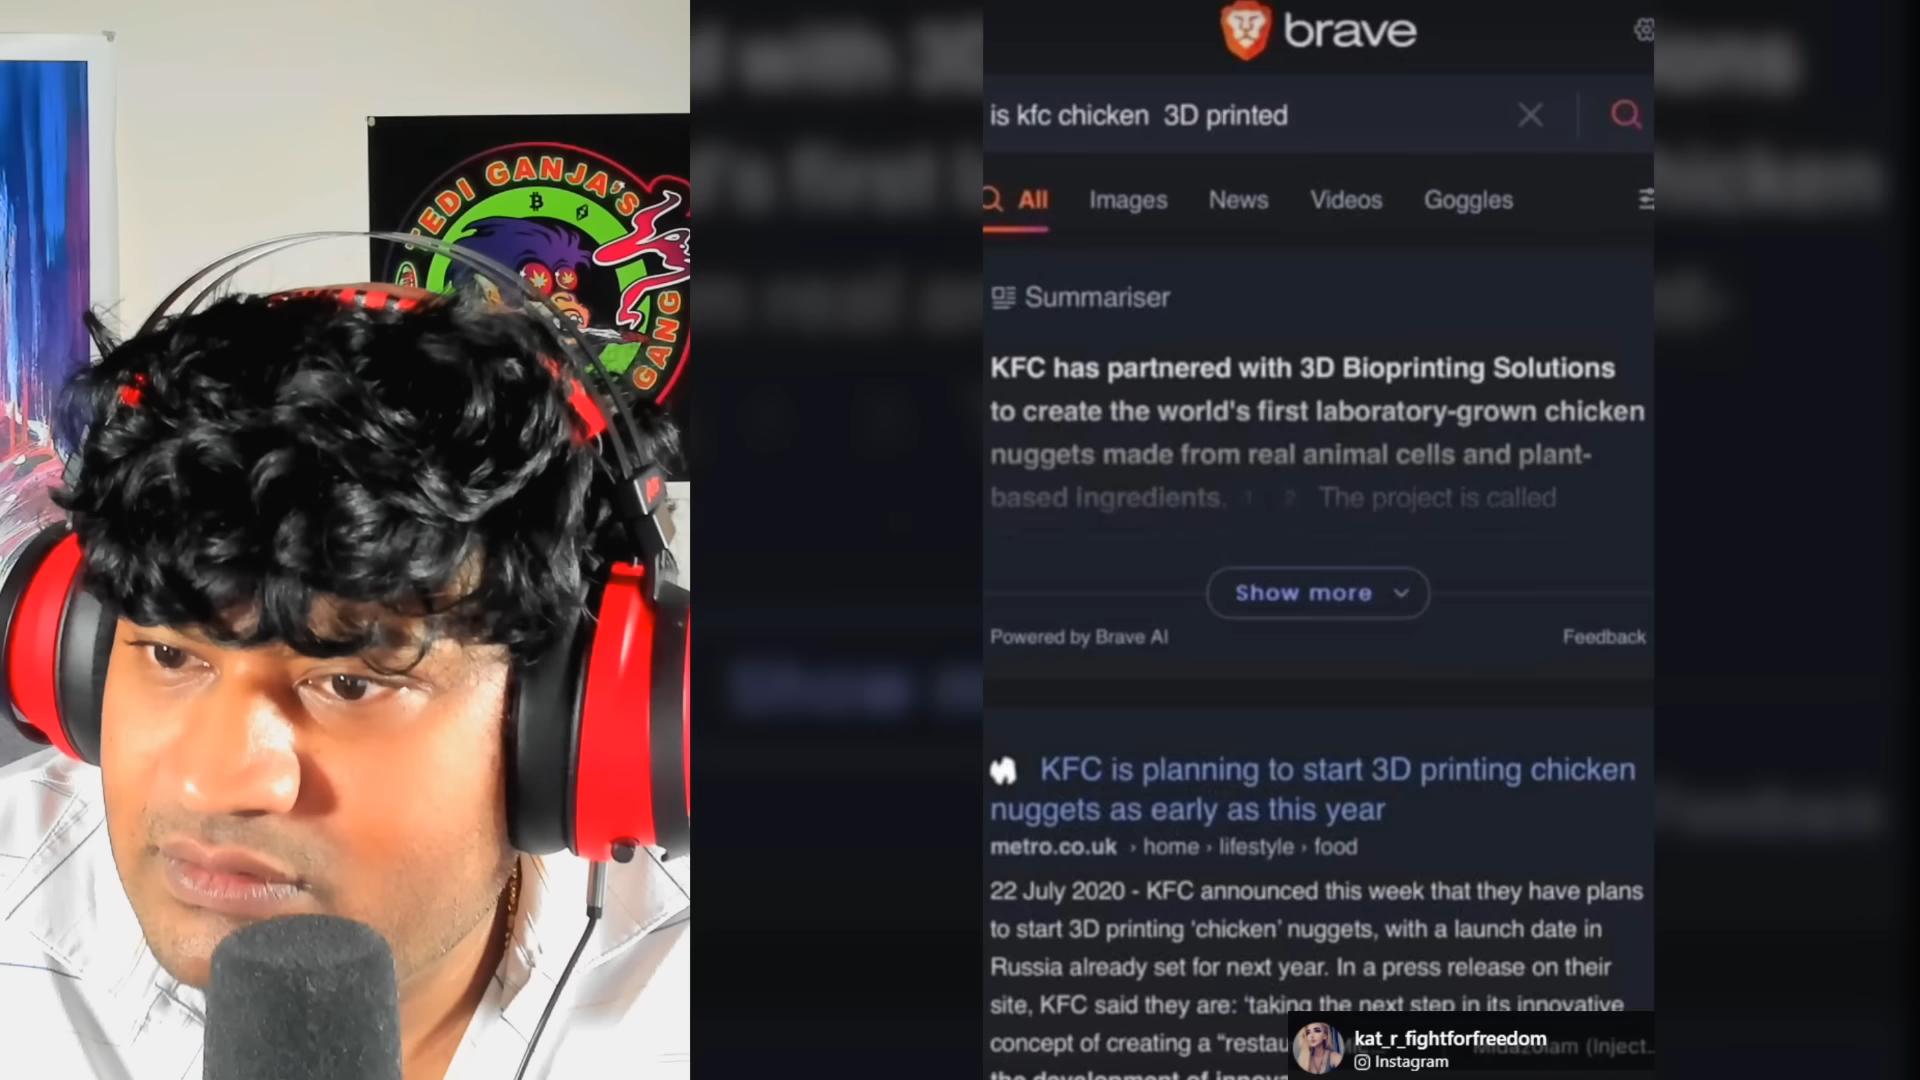 TEDI GANJA'S
GANG
brave
is kfc chicken 3D printed
All Images News Videos Goggles
Summariser
KFC has partnered with 3D Bioprinting Solutions
to create the world's first laboratory-grown chicken
nuggets made from real animal cells and plant-
based ingredients. 1 2 The project is called
Show more
Powered by Brave AI Feedback
KFC is planning to start 3D printing chicken
nuggets as early as this year
metro.co.uk › home › lifestyle › food
22 July 2020 - KFC announced this week that they have plans
to start 3D printing 'chicken' nuggets, with a launch date in
Russia already set for next year. In a press release on their
site, KFC said they are: 'taking the next step in its innovative
concept of creating a "restau
kat_r_fightforfreedom
Midazolam (Inject...
Instagram